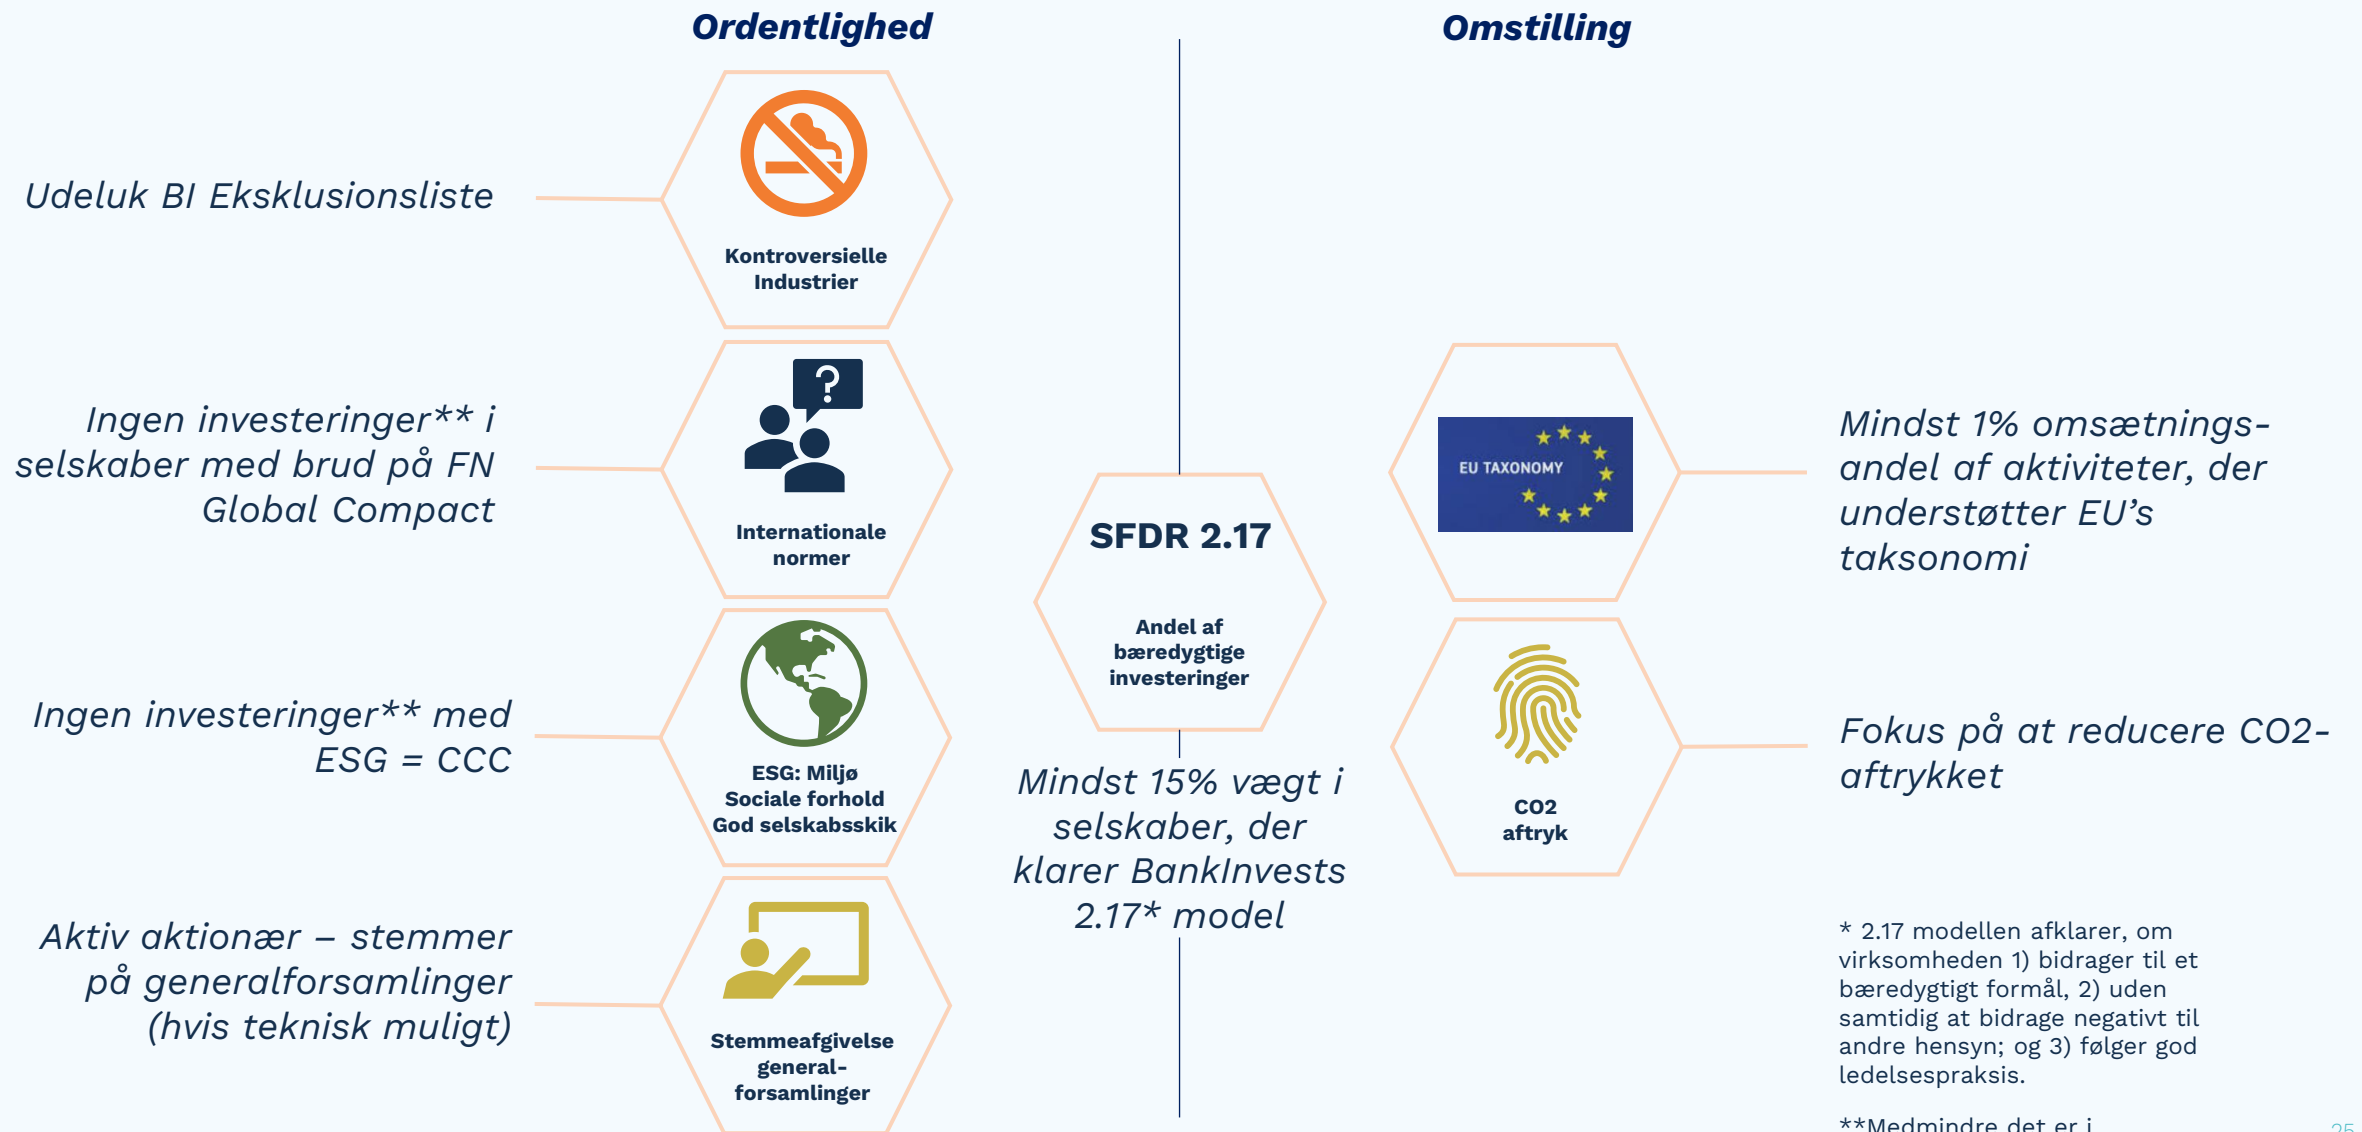 Ordentlighed
Omstilling
Udeluk BI Eksklusionsliste
Kontroversielle
Industrier
Ingen investeringer** i
selskaber med brud på FN
Global Compact
?
Internationale
normer
Ingen investeringer** med
ESG = CCC
ESG: Miljø
Sociale forhold
God selskabsskik
Aktiv aktionær – stemmer
på generalforsamlinger
(hvis teknisk muligt)
Stemmeafgivelse
general-
forsamlinger
SFDR 2.17
Andel af
bæredygtige
investeringer
Mindst 15% vægt i
selskaber, der
klarer BankInvests
2.17* model
EU TAXONOMY
Mindst 1% omsætnings-
andel af aktiviteter, der
understøtter EU’s
taksonomi
CO2
aftryk
Fokus på at reducere CO2-
aftrykket
* 2.17 modellen afklarer, om
virksomheden 1) bidrager til et
bæredygtigt formål, 2) uden
samtidig at bidrage negativt til
andre hensyn; og 3) følger god
ledelsespraksis.
**Medmindre det er i
25